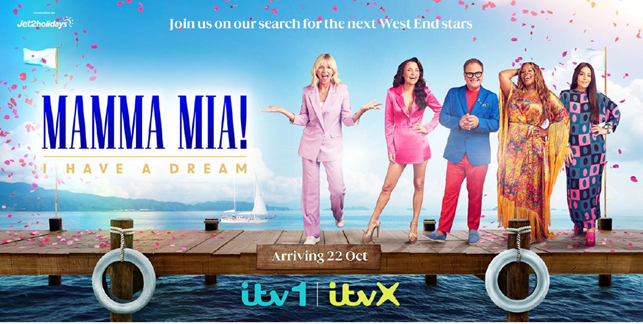 Join us on our search for the next West End stars
Jet2holidays
MAMMA MIA!
I HAVE A DREAM
Arriving 22 Oct
itv1 | itvX